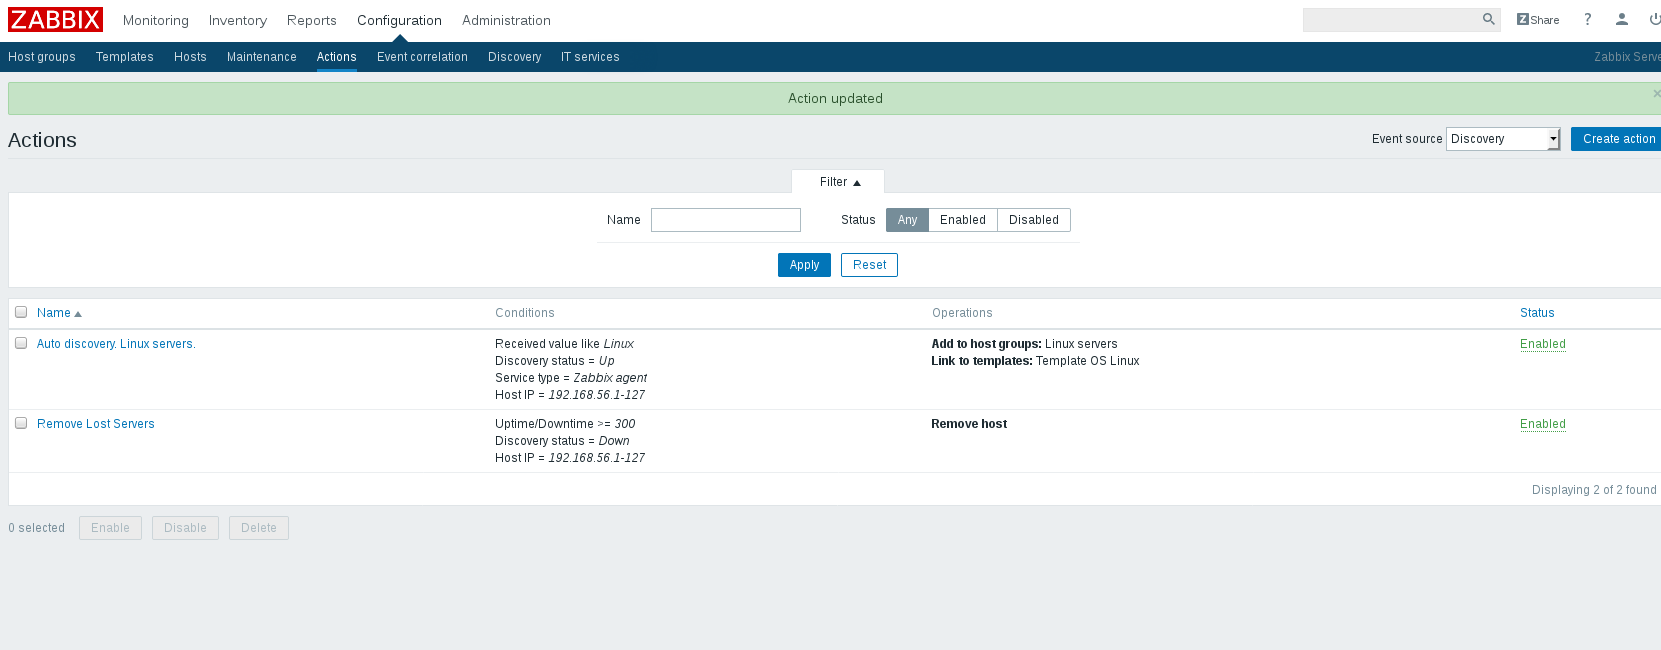 ZABBIX Monitoring Inventory Reports Configuration Administration Share ?
Host groups Templates Hosts Maintenance Actions Event correlation Discovery IT services Zabbix Serve
Action updated ×
Actions Event source Discovery Create action
Filter
Name Status Any Enabled Disabled
Apply Reset
Name Conditions Operations Status
Auto discovery. Linux servers. Received value like Linux Add to host groups: Linux servers Enabled
Discovery status = Up Link to templates: Template OS Linux
Service type = Zabbix agent
Host IP = 192.168.56.1-127
Remove Lost Servers Uptime/Downtime >= 300 Remove host Enabled
Discovery status = Down
Host IP = 192.168.56.1-127
Displaying 2 of 2 found
0 selected Enable Disable Delete